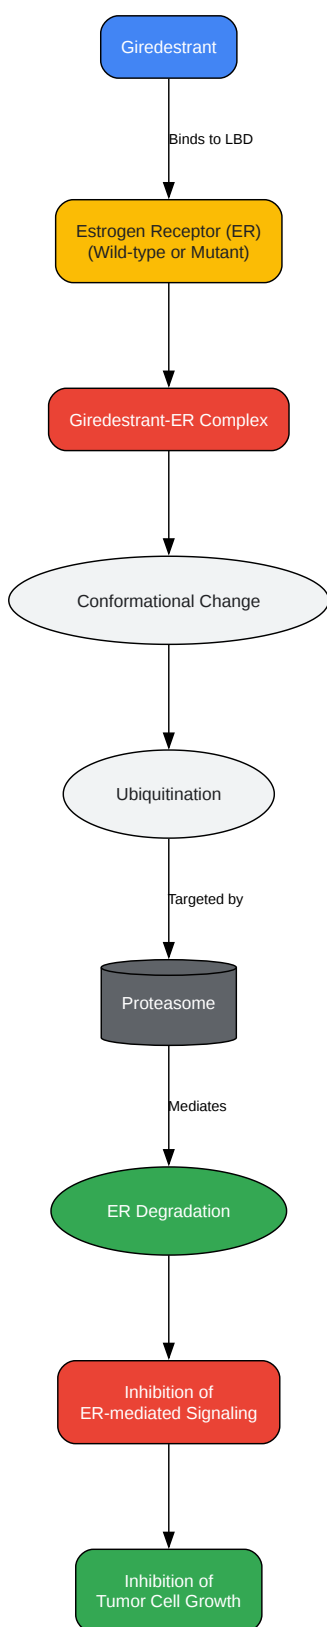 Giredestrant
Binds to LBD
Estrogen Receptor (ER)
(Wild-type or Mutant)
Giredestrant-ER Complex
Conformational Change
Ubiquitination
Targeted by
Proteasome
Mediates
ER Degradation
Inhibition of
ER-mediated Signaling
Inhibition of
Tumor Cell Growth